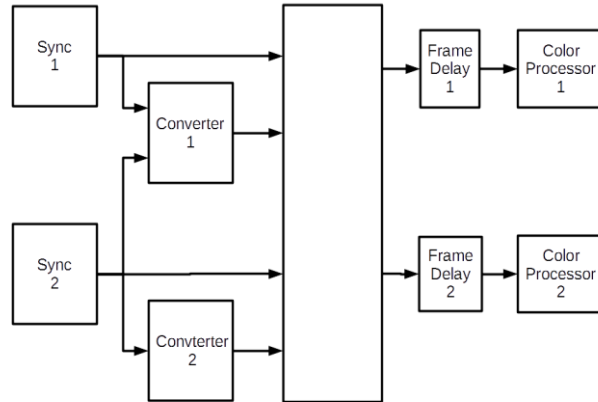 Sync
1
Converter
1
Sync
2
Convterter
2
Frame
Delay
1
Color
Processor
1
Frame
Delay
2
Color
Processor
2